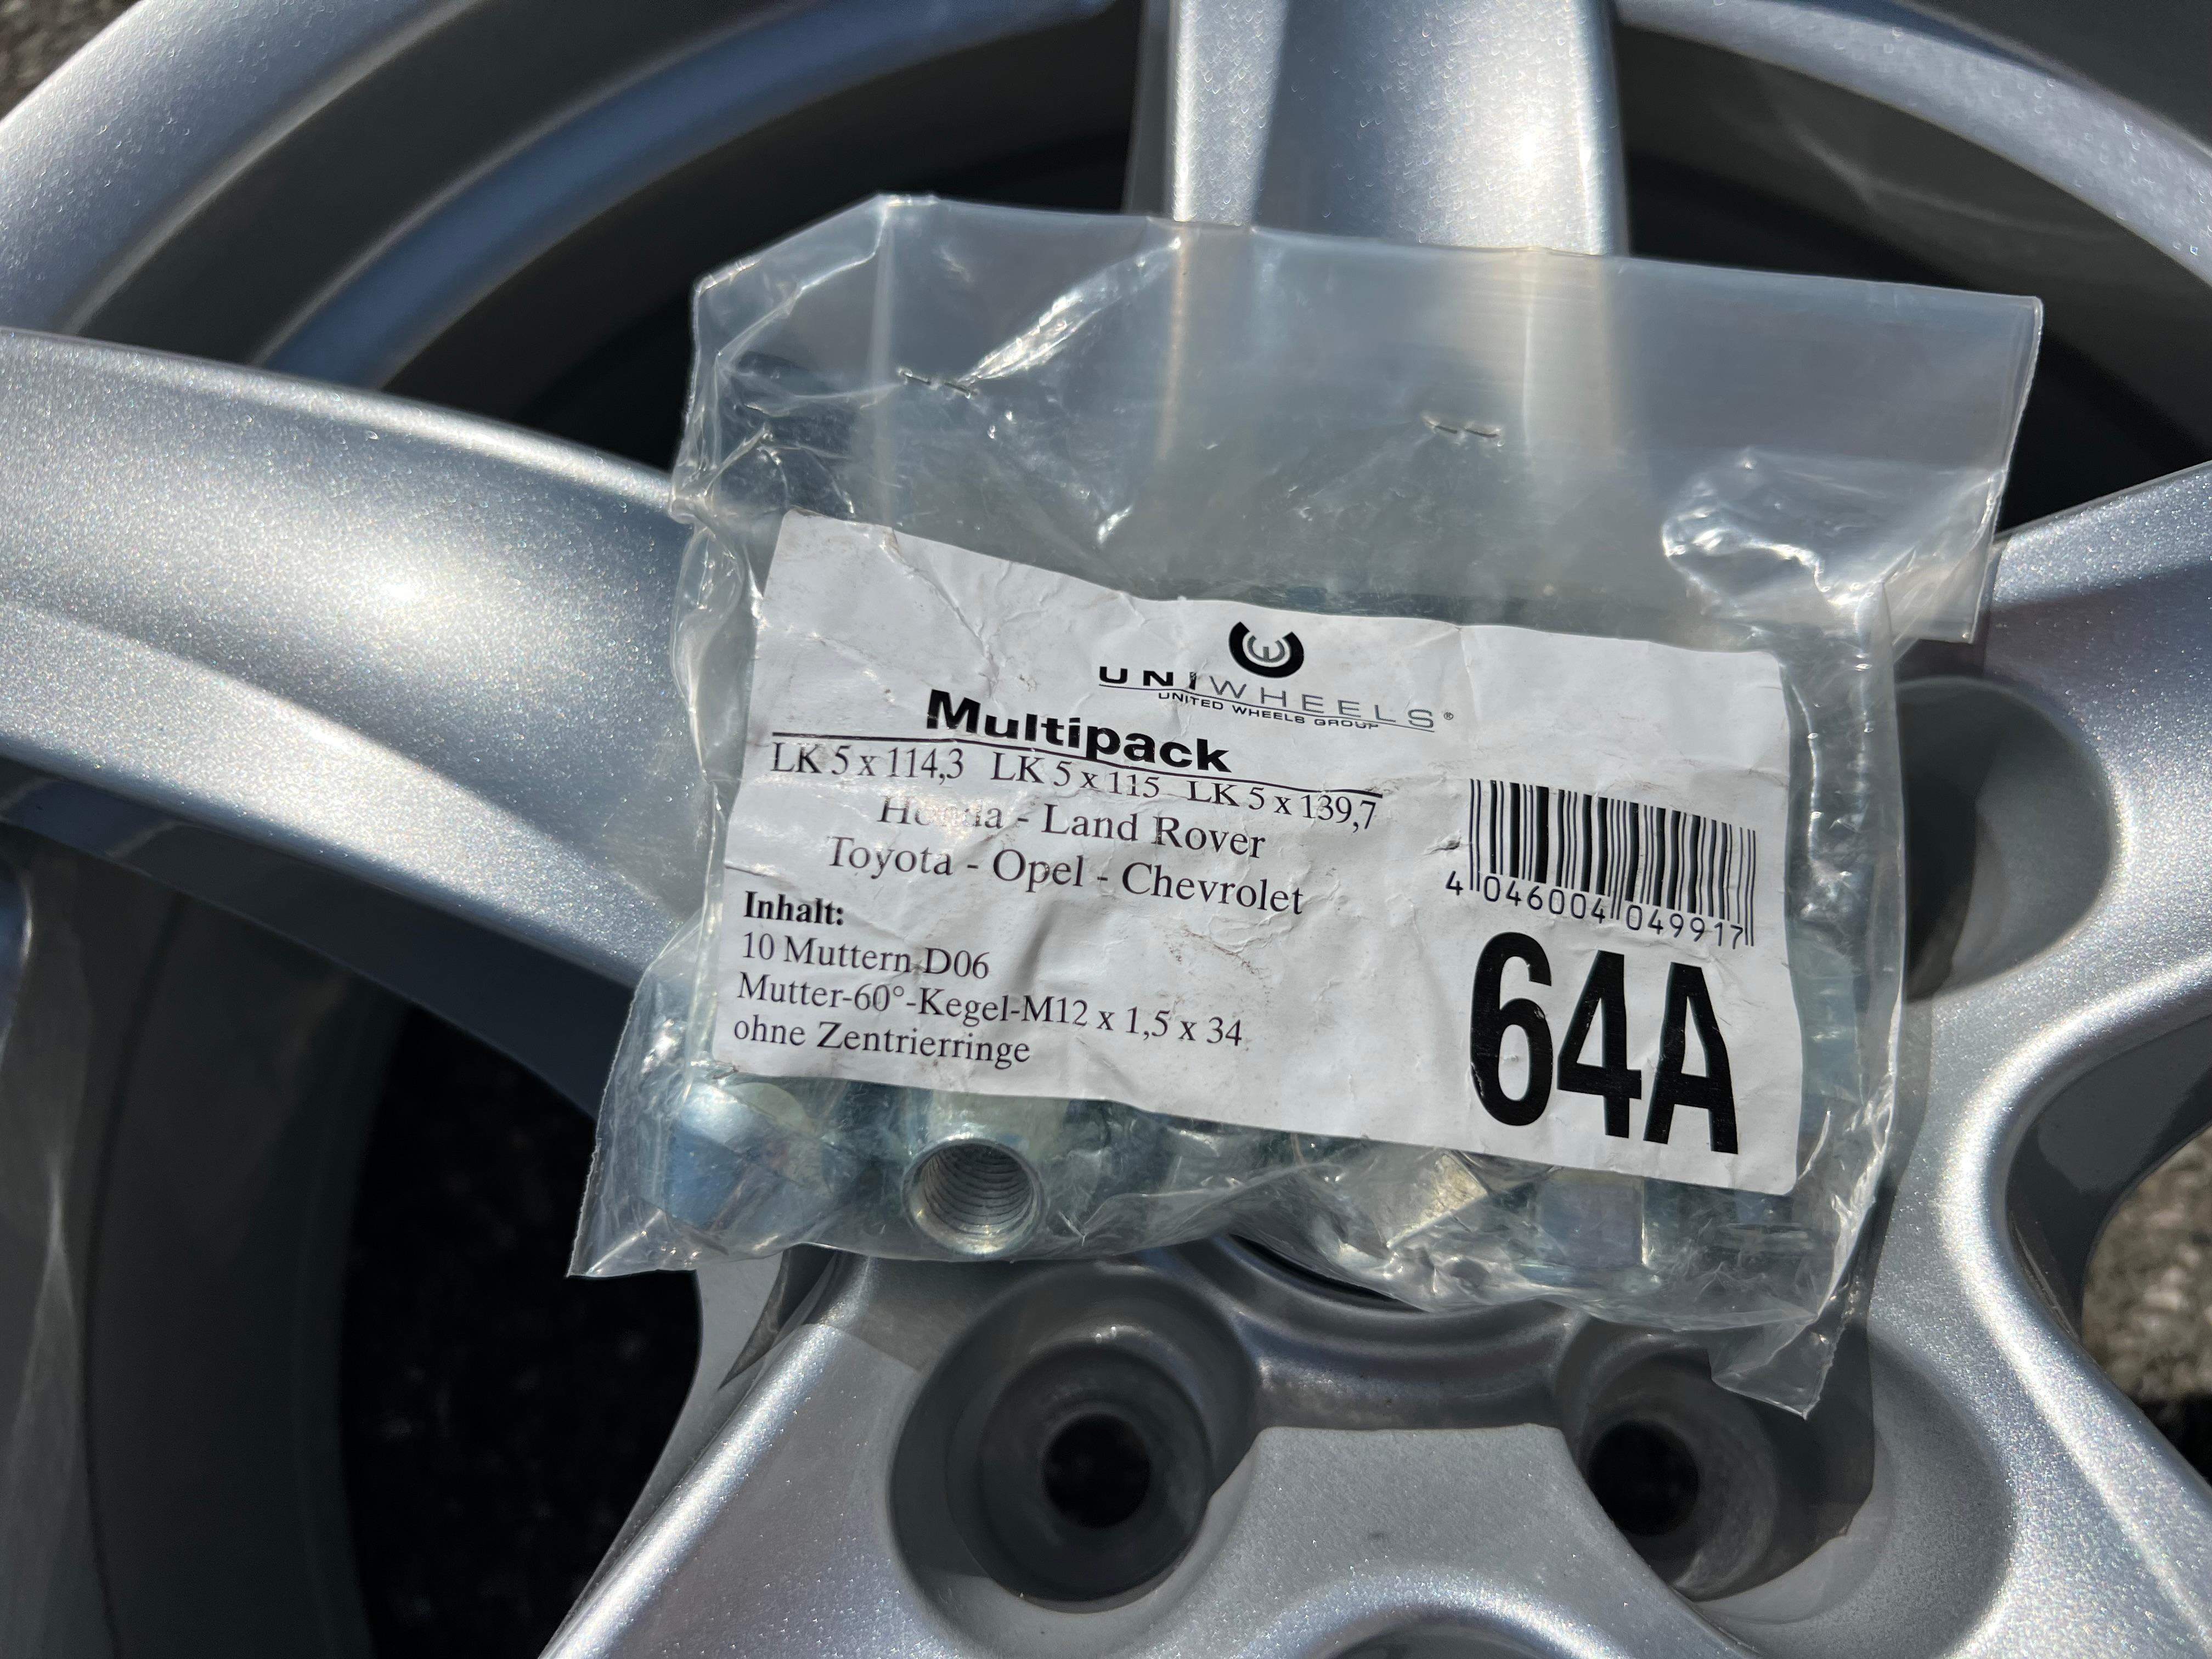 UNIWHEELS®
UNITED WHEELS GROUP
Multipack
LK 5 x 114,3 LK 5 x 115 LK 5 x 139,7
Honda - Land Rover
Toyota - Opel - Chevrolet
Inhalt:
10 Muttern D06
Mutter-60°-Kegel-M12 x 1,5 x 34
ohne Zentrierringe
4 046004 049917
64A